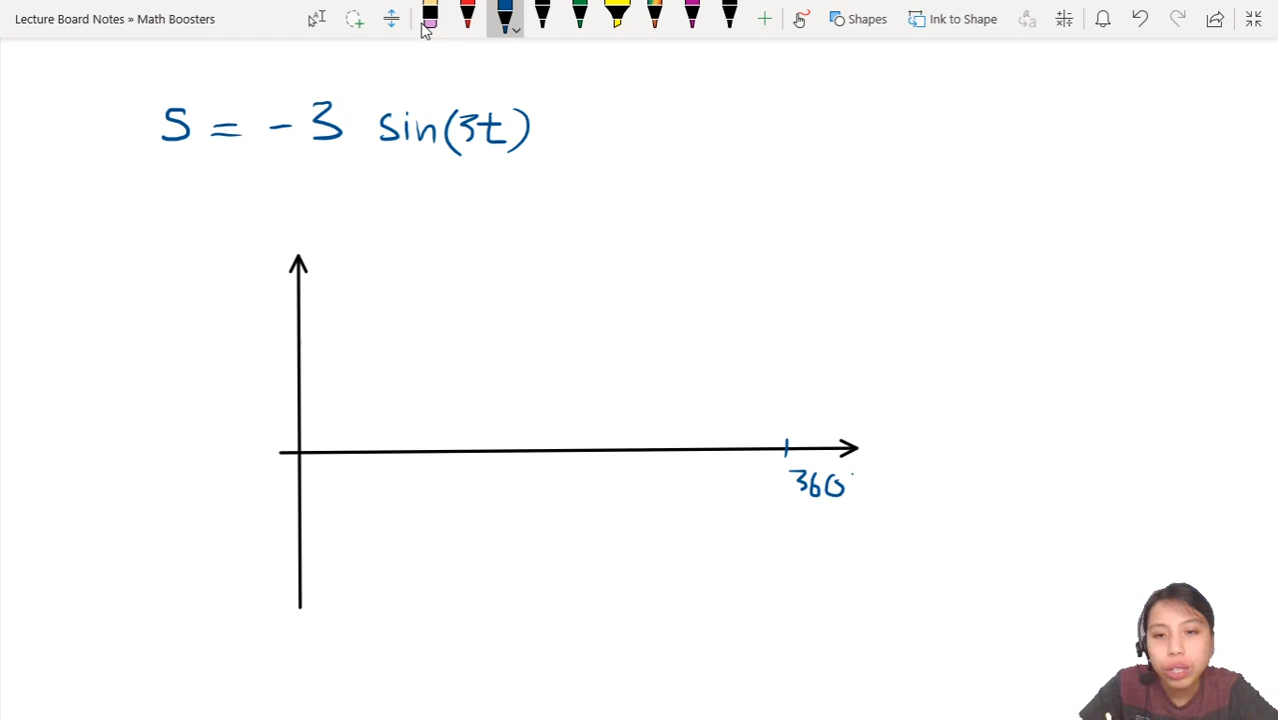 Lecture Board Notes » Math Boosters
Shapes
Ink to Shape
S = - 3 sin(3t)
360